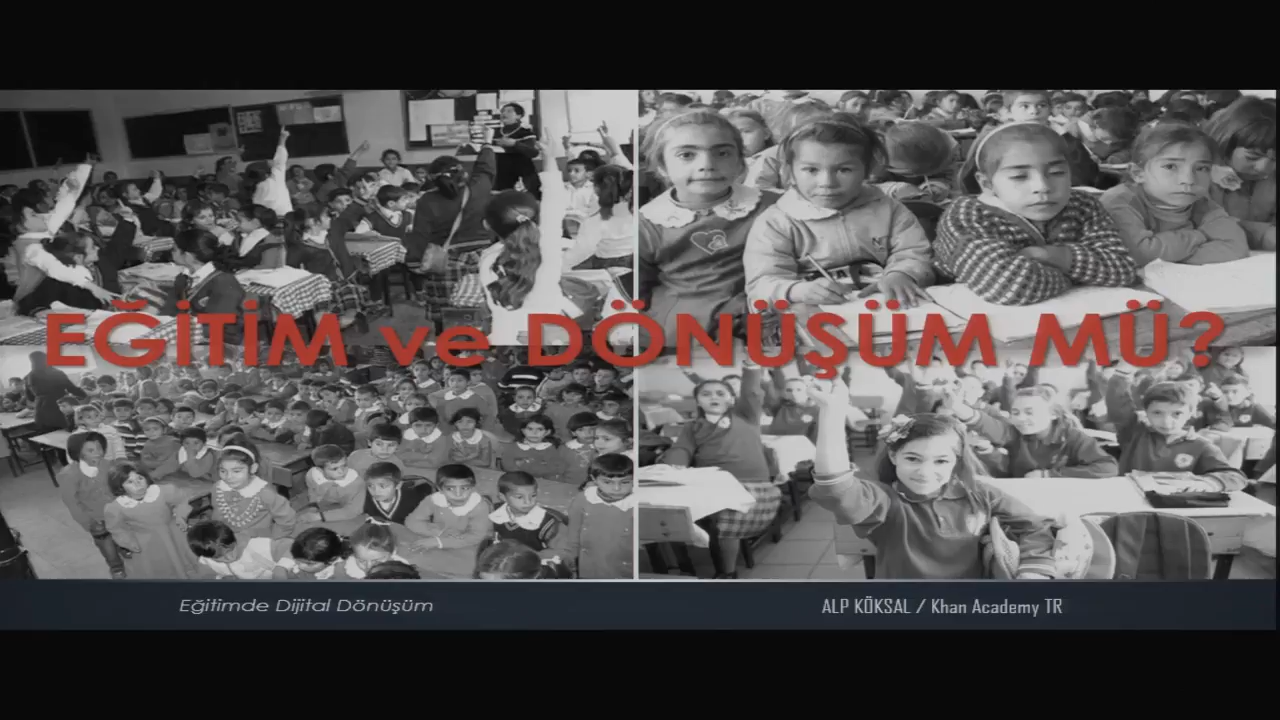 EĞİTİM ve DÖNÜŞÜM MÜ?
Eğitimde Dijital Dönüşüm
ALP KÖKSAL / Khan Academy TR